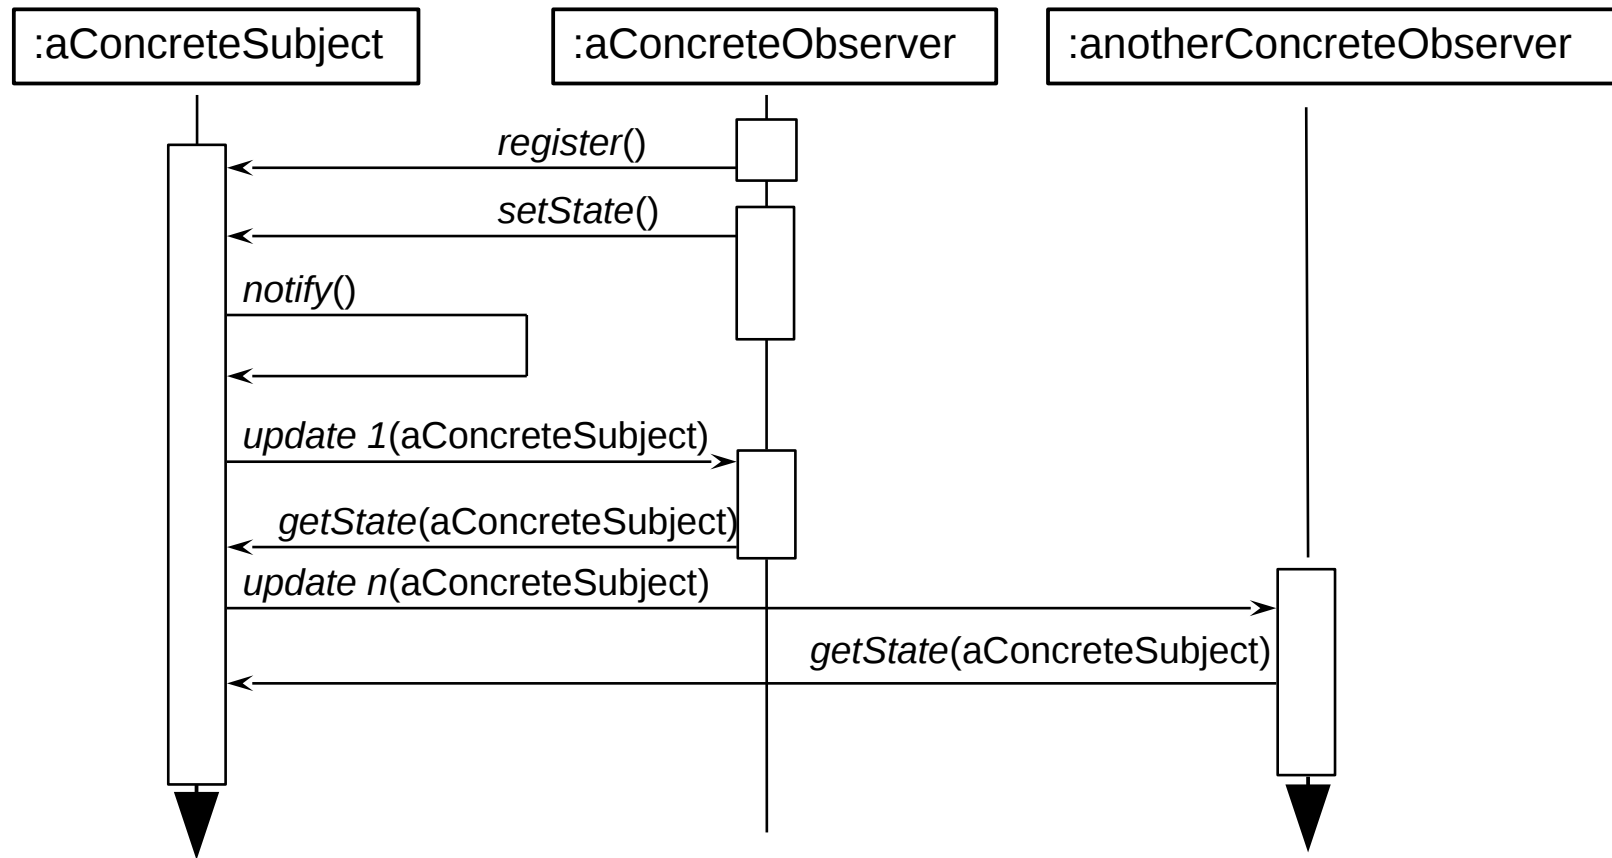 :aConcreteSubject
:aConcreteObserver
:anotherConcreteObserver
register()
setState()
notify()
update 1(aConcreteSubject)
getState(aConcreteSubject)
update n(aConcreteSubject)
getState(aConcreteSubject)